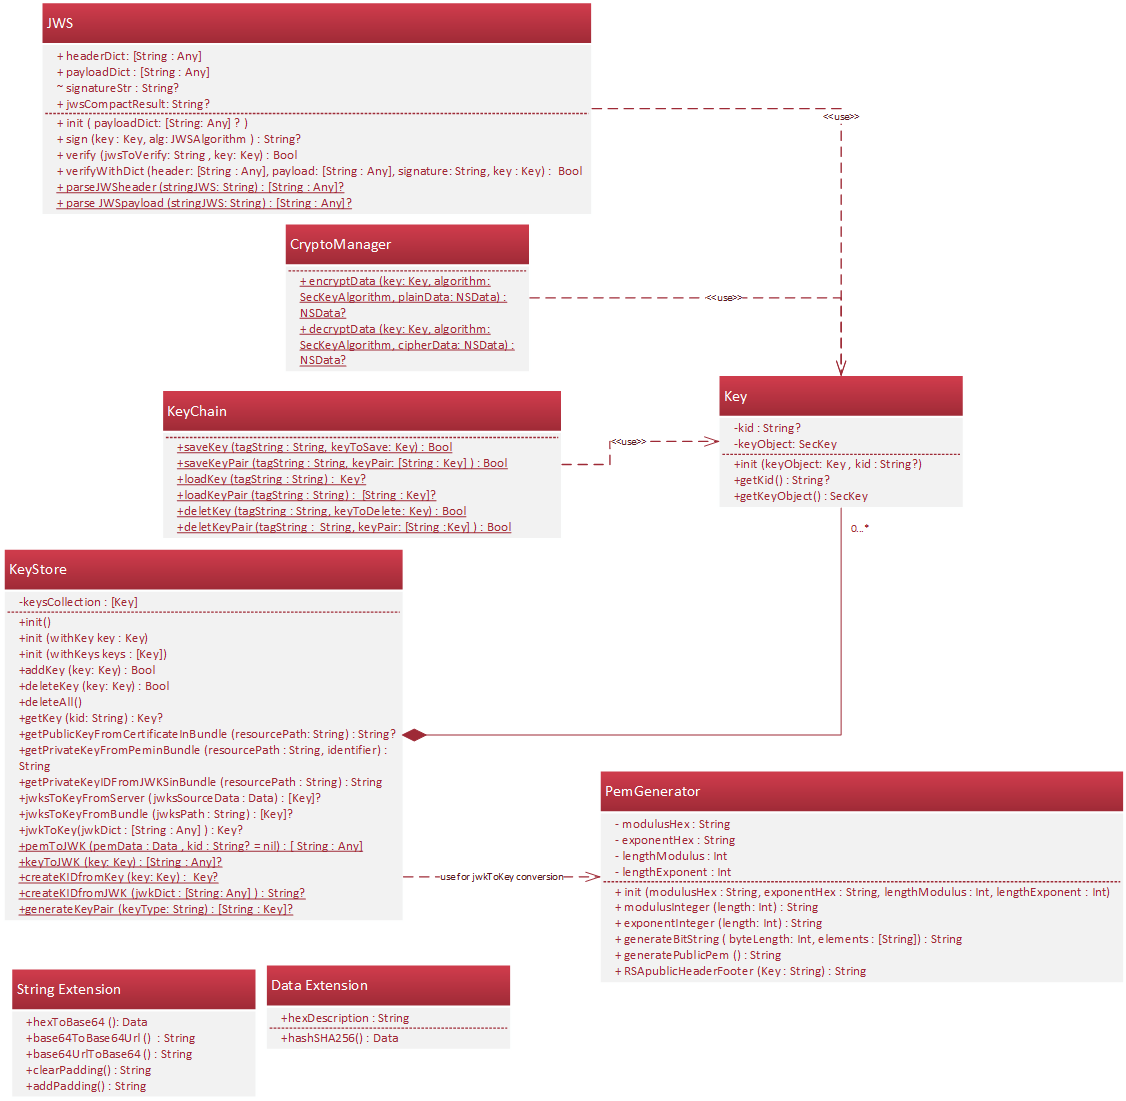 JWS
+ headerDict: [String : Any]
+ payloadDict : [String : Any]
~ signatureStr : String?
+ jwsCompactResult: String?
+ init ( payloadDict: [String: Any] ? )
+ sign (key : Key, alg: JWSAlgorithm ) : String?
+ verify (jwsToVerify: String , key: Key) : Bool
+ verifyWithDict (header: [String : Any], payload: [String : Any], signature: String, key : Key) : Bool
+ parseJWSheader (stringJWS: String) : [String : Any]?
+ parse JWSpayload (stringJWS: String) : [String : Any]?
<<use>>
CryptoManager
+ encryptData (key: Key, algorithm:
SecKeyAlgorithm, plainData: NSData) :
NSData?
+ decryptData (key: Key, algorithm:
SecKeyAlgorithm, cipherData: NSData) :
NSData?
<<use>>
KeyChain
+saveKey (tagString : String, keyToSave: Key) : Bool
+saveKeyPair (tagString : String, keyPair: [String : Key] ) : Bool
+loadKey (tagString : String) : Key?
+loadKeyPair (tagString : String) : [String : Key]?
+deletKey (tagString : String, keyToDelete: Key) : Bool
+deletKeyPair (tagString : String, keyPair: [String :Key] ) : Bool
<<use>>
Key
-kid : String?
-keyObject: SecKey
+init (keyObject: Key , kid : String?)
+getKid() : String?
+getKeyObject() : SecKey
0...*
KeyStore
-keysCollection : [Key]
+init()
+init (withKey key : Key)
+init (withKeys keys : [Key])
+addKey (key: Key) : Bool
+deleteKey (key: Key) : Bool
+deleteAll()
+getKey (kid: String) : Key?
+getPublicKeyFromCertificateInBundle (resourcePath: String) : String?
+getPrivateKeyFromPeminBundle (resourcePath : String, identifier) :
String
+getPrivateKeyIDFromJWKSinBundle (resourcePath : String) : String
+jwksToKeyFromServer (jwksSourceData : Data) : [Key]?
+jwksToKeyFromBundle (jwksPath : String) : [Key]?
+jwkToKey(jwkDict : [String : Any] ) : Key?
+pemToJWK (pemData : Data , kid : String? = nil) : [ String : Any]
+keyToJWK (key: Key) : [String : Any]?
+createKIDfromKey (key: Key) : Key?
+createKIDfromJWK (jwkDict : [String: Any] ) : String?
+generateKeyPair (keyType: String) : [String : Key]?
use for jwkToKey conversion
PemGenerator
- modulusHex : String
- exponentHex : String
- lengthModulus : Int
- lengthExponent : Int
+ init (modulusHex : String, exponentHex : String, lengthModulus : Int, lengthExponent : Int)
+ modulusInteger (length: Int) : String
+ exponentInteger (length: Int) : String
+ generateBitString ( byteLength: Int, elements : [String]) : String
+ generatePublicPem () : String
+ RSApublicHeaderFooter (Key : String) : String
String Extension
+hexToBase64 (): Data
+base64ToBase64Url () : String
+base64UrlToBase64 () : String
+clearPadding() : String
+addPadding() : String
Data Extension
+hexDescription : String
+hashSHA256() : Data